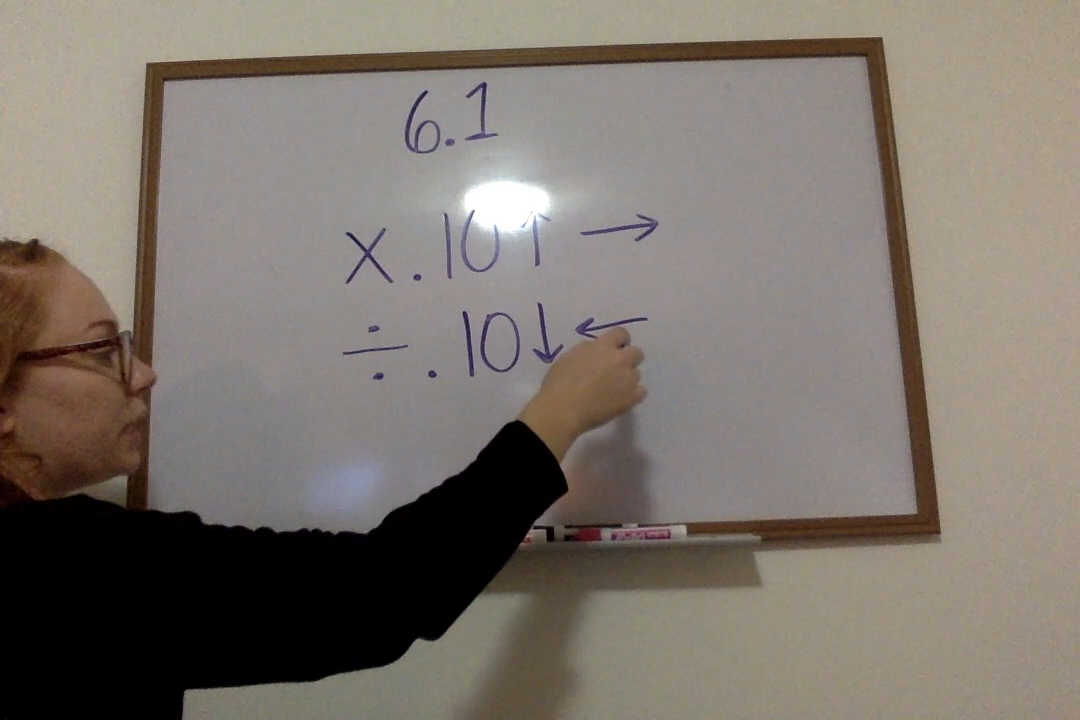 6.1
x .10↑ →
÷ .10↓ ←